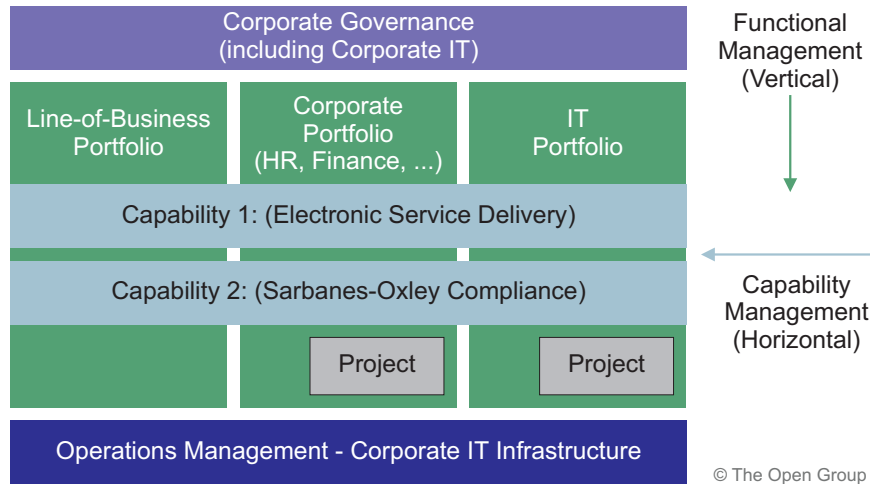 Corporate Governance
(including Corporate IT)
Functional
Management
(Vertical)
Line-of-Business
Portfolio
Corporate
Portfolio
(HR, Finance, ...)
IT
Portfolio
Capability 1: (Electronic Service Delivery)
Capability 2: (Sarbanes-Oxley Compliance)
Capability
Management
(Horizontal)
Project
Project
Operations Management - Corporate IT Infrastructure
© The Open Group